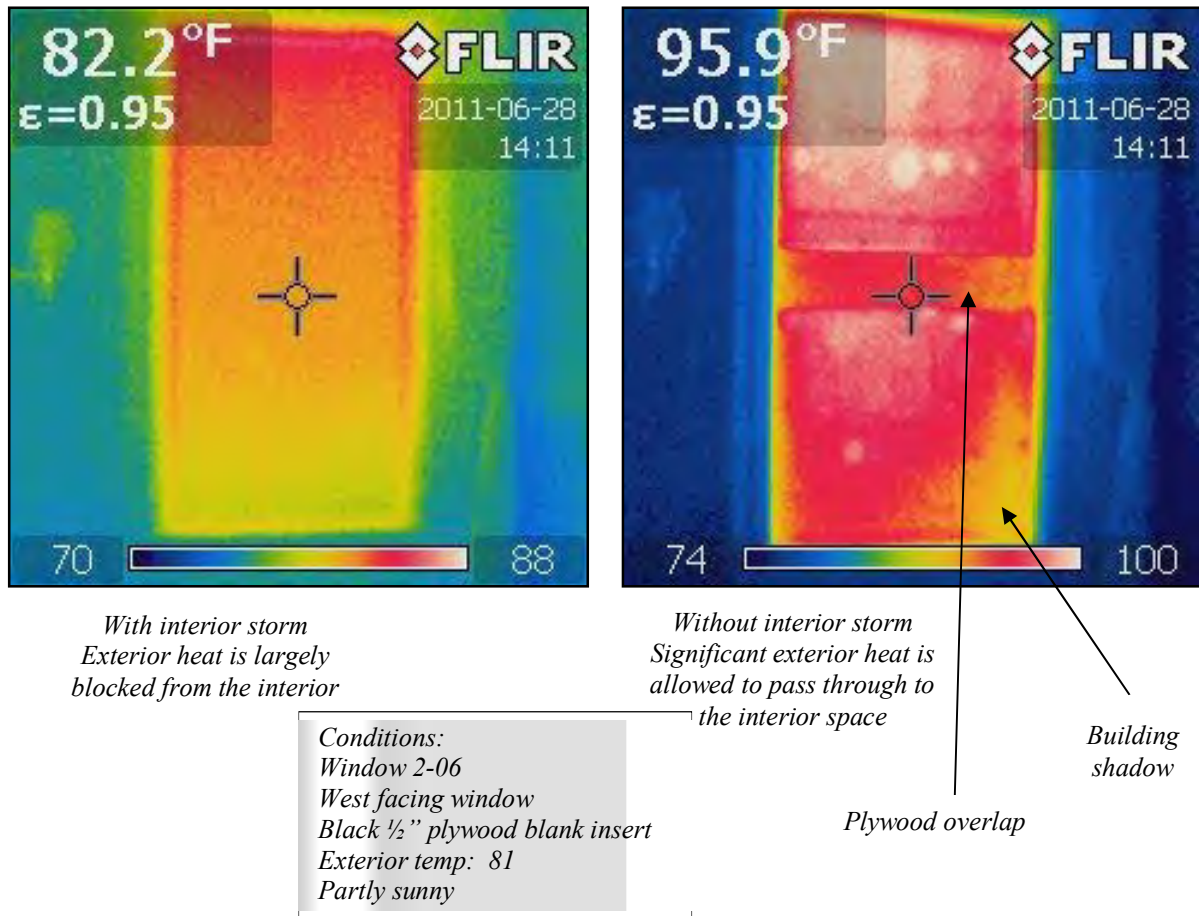 82.2°F
FLIR
ε=0.95
2011-06-28
14:11
70
88
95.9°F
FLIR
ε=0.95
2011-06-28
14:11
74
100
With interior storm
Exterior heat is largely
blocked from the interior
Without interior storm
Significant exterior heat is
allowed to pass through to
the interior space
Building
shadow
Plywood overlap
Conditions:
Window 2-06
West facing window
Black ½” plywood blank insert
Exterior temp: 81
Partly sunny